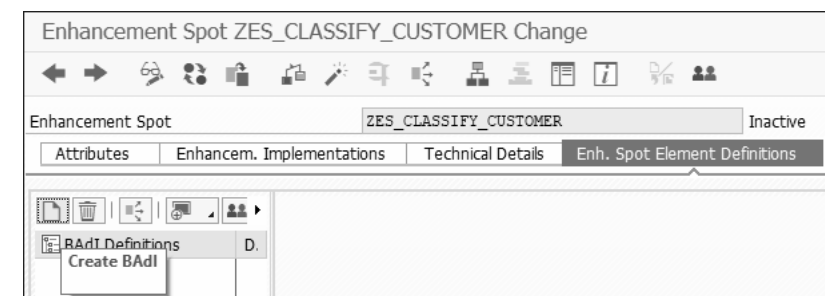 Enhancement Spot ZES_CLASSIFY_CUSTOMER Change
Enhancement Spot ZES_CLASSIFY_CUSTOMER Inactive
Attributes Enhancem. Implementations Technical Details Enh. Spot Element Definitions
BAdI Definitions D.
Create BAdI